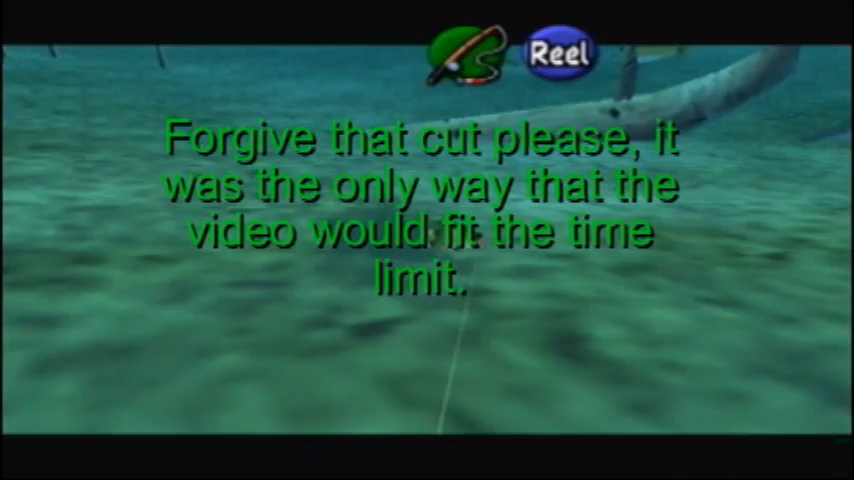 Reel
Forgive that cut please, it
was the only way that the
video would fit the time
limit.